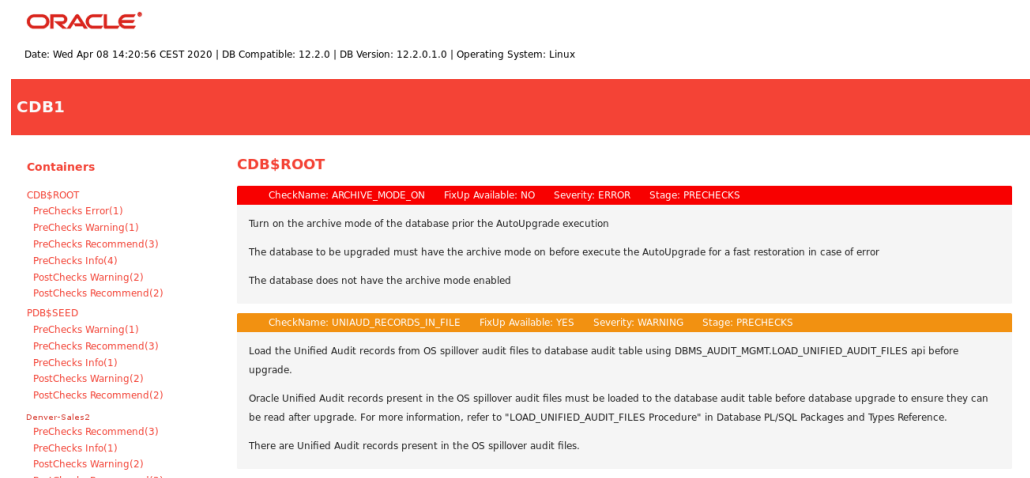 ORACLE
Date: Wed Apr 08 14:20:56 CEST 2020 | DB Compatible: 12.2.0 | DB Version: 12.2.0.1.0 | Operating System: Linux
CDB1
Containers
CDB$ROOT
PreChecks Error(1)
PreChecks Warning(1)
PreChecks Recommend(3)
PreChecks Info(4)
PostChecks Warning(2)
PostChecks Recommend(2)
PDB$SEED
PreChecks Warning(1)
PreChecks Recommend(3)
PreChecks Info(1)
PostChecks Warning(2)
PostChecks Recommend(2)
Denver-Sales2
PreChecks Recommend(3)
PreChecks Info(1)
PostChecks Warning(2)
CDB$ROOT
CheckName: ARCHIVE_MODE_ON FixUp Available: NO Severity: ERROR Stage: PRECHECKS
Turn on the archive mode of the database prior the AutoUpgrade execution
The database to be upgraded must have the archive mode on before execute the AutoUpgrade for a fast restoration in case of error
The database does not have the archive mode enabled
CheckName: UNIAUD_RECORDS_IN_FILE FixUp Available: YES Severity: WARNING Stage: PRECHECKS
Load the Unified Audit records from OS spillover audit files to database audit table using DBMS_AUDIT_MGMT.LOAD_UNIFIED_AUDIT_FILES api before
upgrade.
Oracle Unified Audit records present in the OS spillover audit files must be loaded to the database audit table before database upgrade to ensure they can
be read after upgrade. For more information, refer to "LOAD_UNIFIED_AUDIT_FILES Procedure" in Database PL/SQL Packages and Types Reference.
There are Unified Audit records present in the OS spillover audit files.